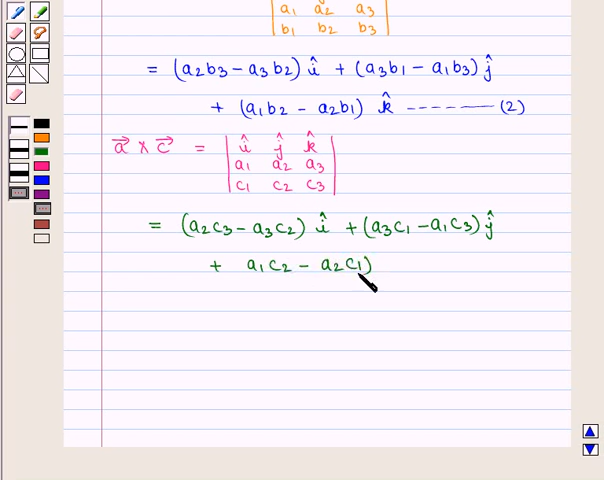 a1 a2 a3
b1 b2 b3
= (a2b3 - a3b2) î + (a3b1 - a1b3) ĵ
+ (a1b2 - a2b1) k̂ ------- (2)
a⃗ × c⃗ = | î ĵ k̂ |
a1 a2 a3
c1 c2 c3
= (a2c3 - a3c2) î + (a3c1 - a1c3) ĵ
+ a1c2 - a2c1)